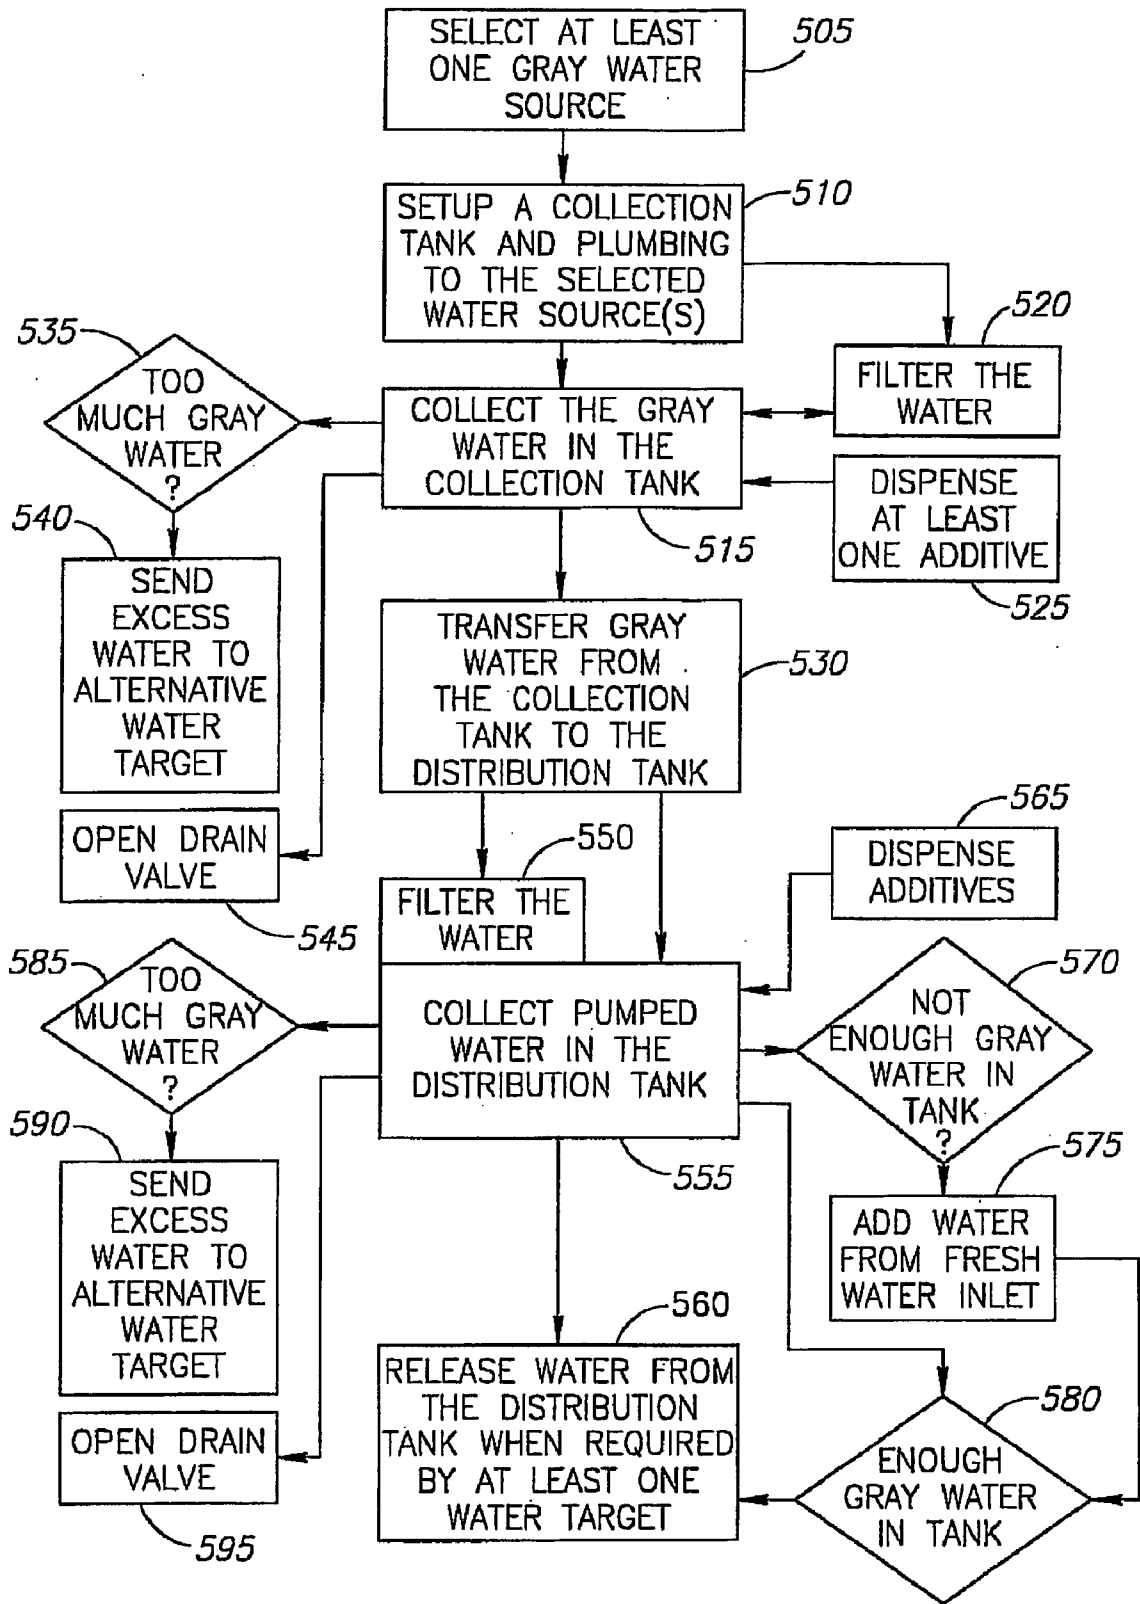 SELECT AT LEAST
ONE GRAY WATER
SOURCE
505
SETUP A COLLECTION
TANK AND PLUMBING
TO THE SELECTED
WATER SOURCE(S)
510
520
FILTER THE
WATER
535
TOO
MUCH GRAY
WATER
?
COLLECT THE GRAY
WATER IN THE
COLLECTION TANK
515
DISPENSE
AT LEAST
ONE ADDITIVE
525
540
SEND
EXCESS
WATER TO
ALTERNATIVE
WATER
TARGET
TRANSFER GRAY
WATER FROM
THE COLLECTION
TANK TO THE
DISTRIBUTION TANK
530
OPEN DRAIN
VALVE
545
550
FILTER THE
WATER
565
DISPENSE
ADDITIVES
585
TOO
MUCH GRAY
WATER
?
COLLECT PUMPED
WATER IN THE
DISTRIBUTION TANK
555
570
NOT
ENOUGH GRAY
WATER IN
TANK
?
590
SEND
EXCESS
WATER TO
ALTERNATIVE
WATER
TARGET
575
ADD WATER
FROM FRESH
WATER INLET
560
RELEASE WATER FROM
THE DISTRIBUTION
TANK WHEN REQUIRED
BY AT LEAST ONE
WATER TARGET
580
ENOUGH
GRAY WATER
IN TANK
OPEN DRAIN
VALVE
595